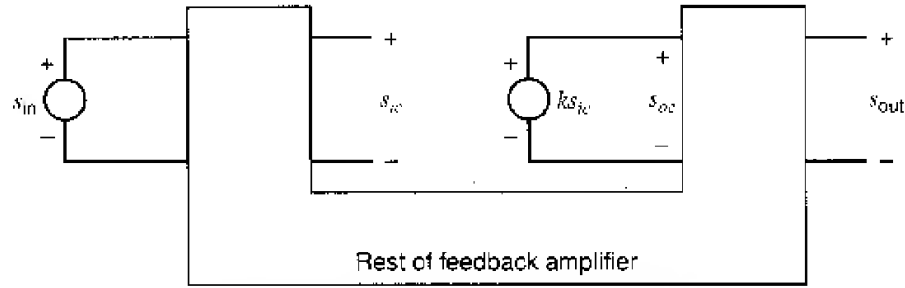 + + + +
s_in s_ic ks_ic s_oc s_out
− − − − −
Rest of feedback amplifier